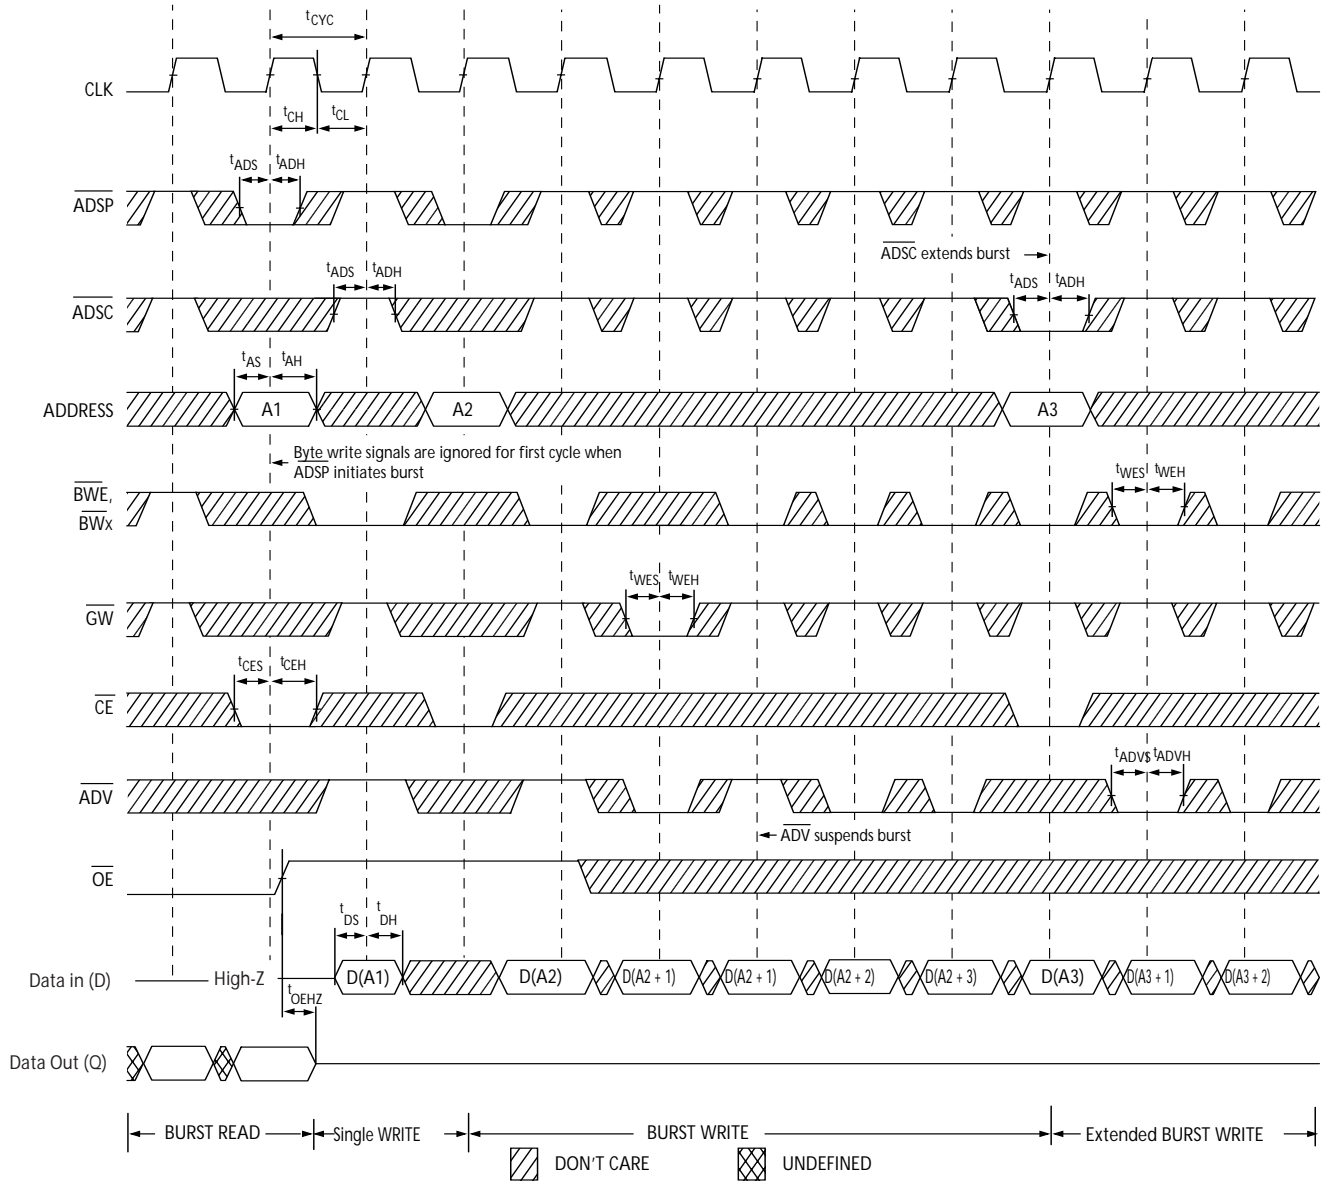 tCYC
CLK
tCH tCL
tADS tADH
ADSP
ADSC extends burst
tADS tADH
tADS tADH
ADSC
tAS tAH
ADDRESS
A1
A2
A3
Byte write signals are ignored for first cycle when
ADSP initiates burst
tWES tWEH
BWE,
BWx
tWES tWEH
GW
tCES tCEH
CE
tADVS tADVH
ADV
ADV suspends burst
OE
tDS tDH
Data in (D)
High-Z
D(A1)
D(A2)
D(A2 + 1)
D(A2 + 1)
D(A2 + 2)
D(A2 + 3)
D(A3)
D(A3 + 1)
D(A3 + 2)
tOEHZ
Data Out (Q)
BURST READ
Single WRITE
BURST WRITE
Extended BURST WRITE
DON'T CARE
UNDEFINED